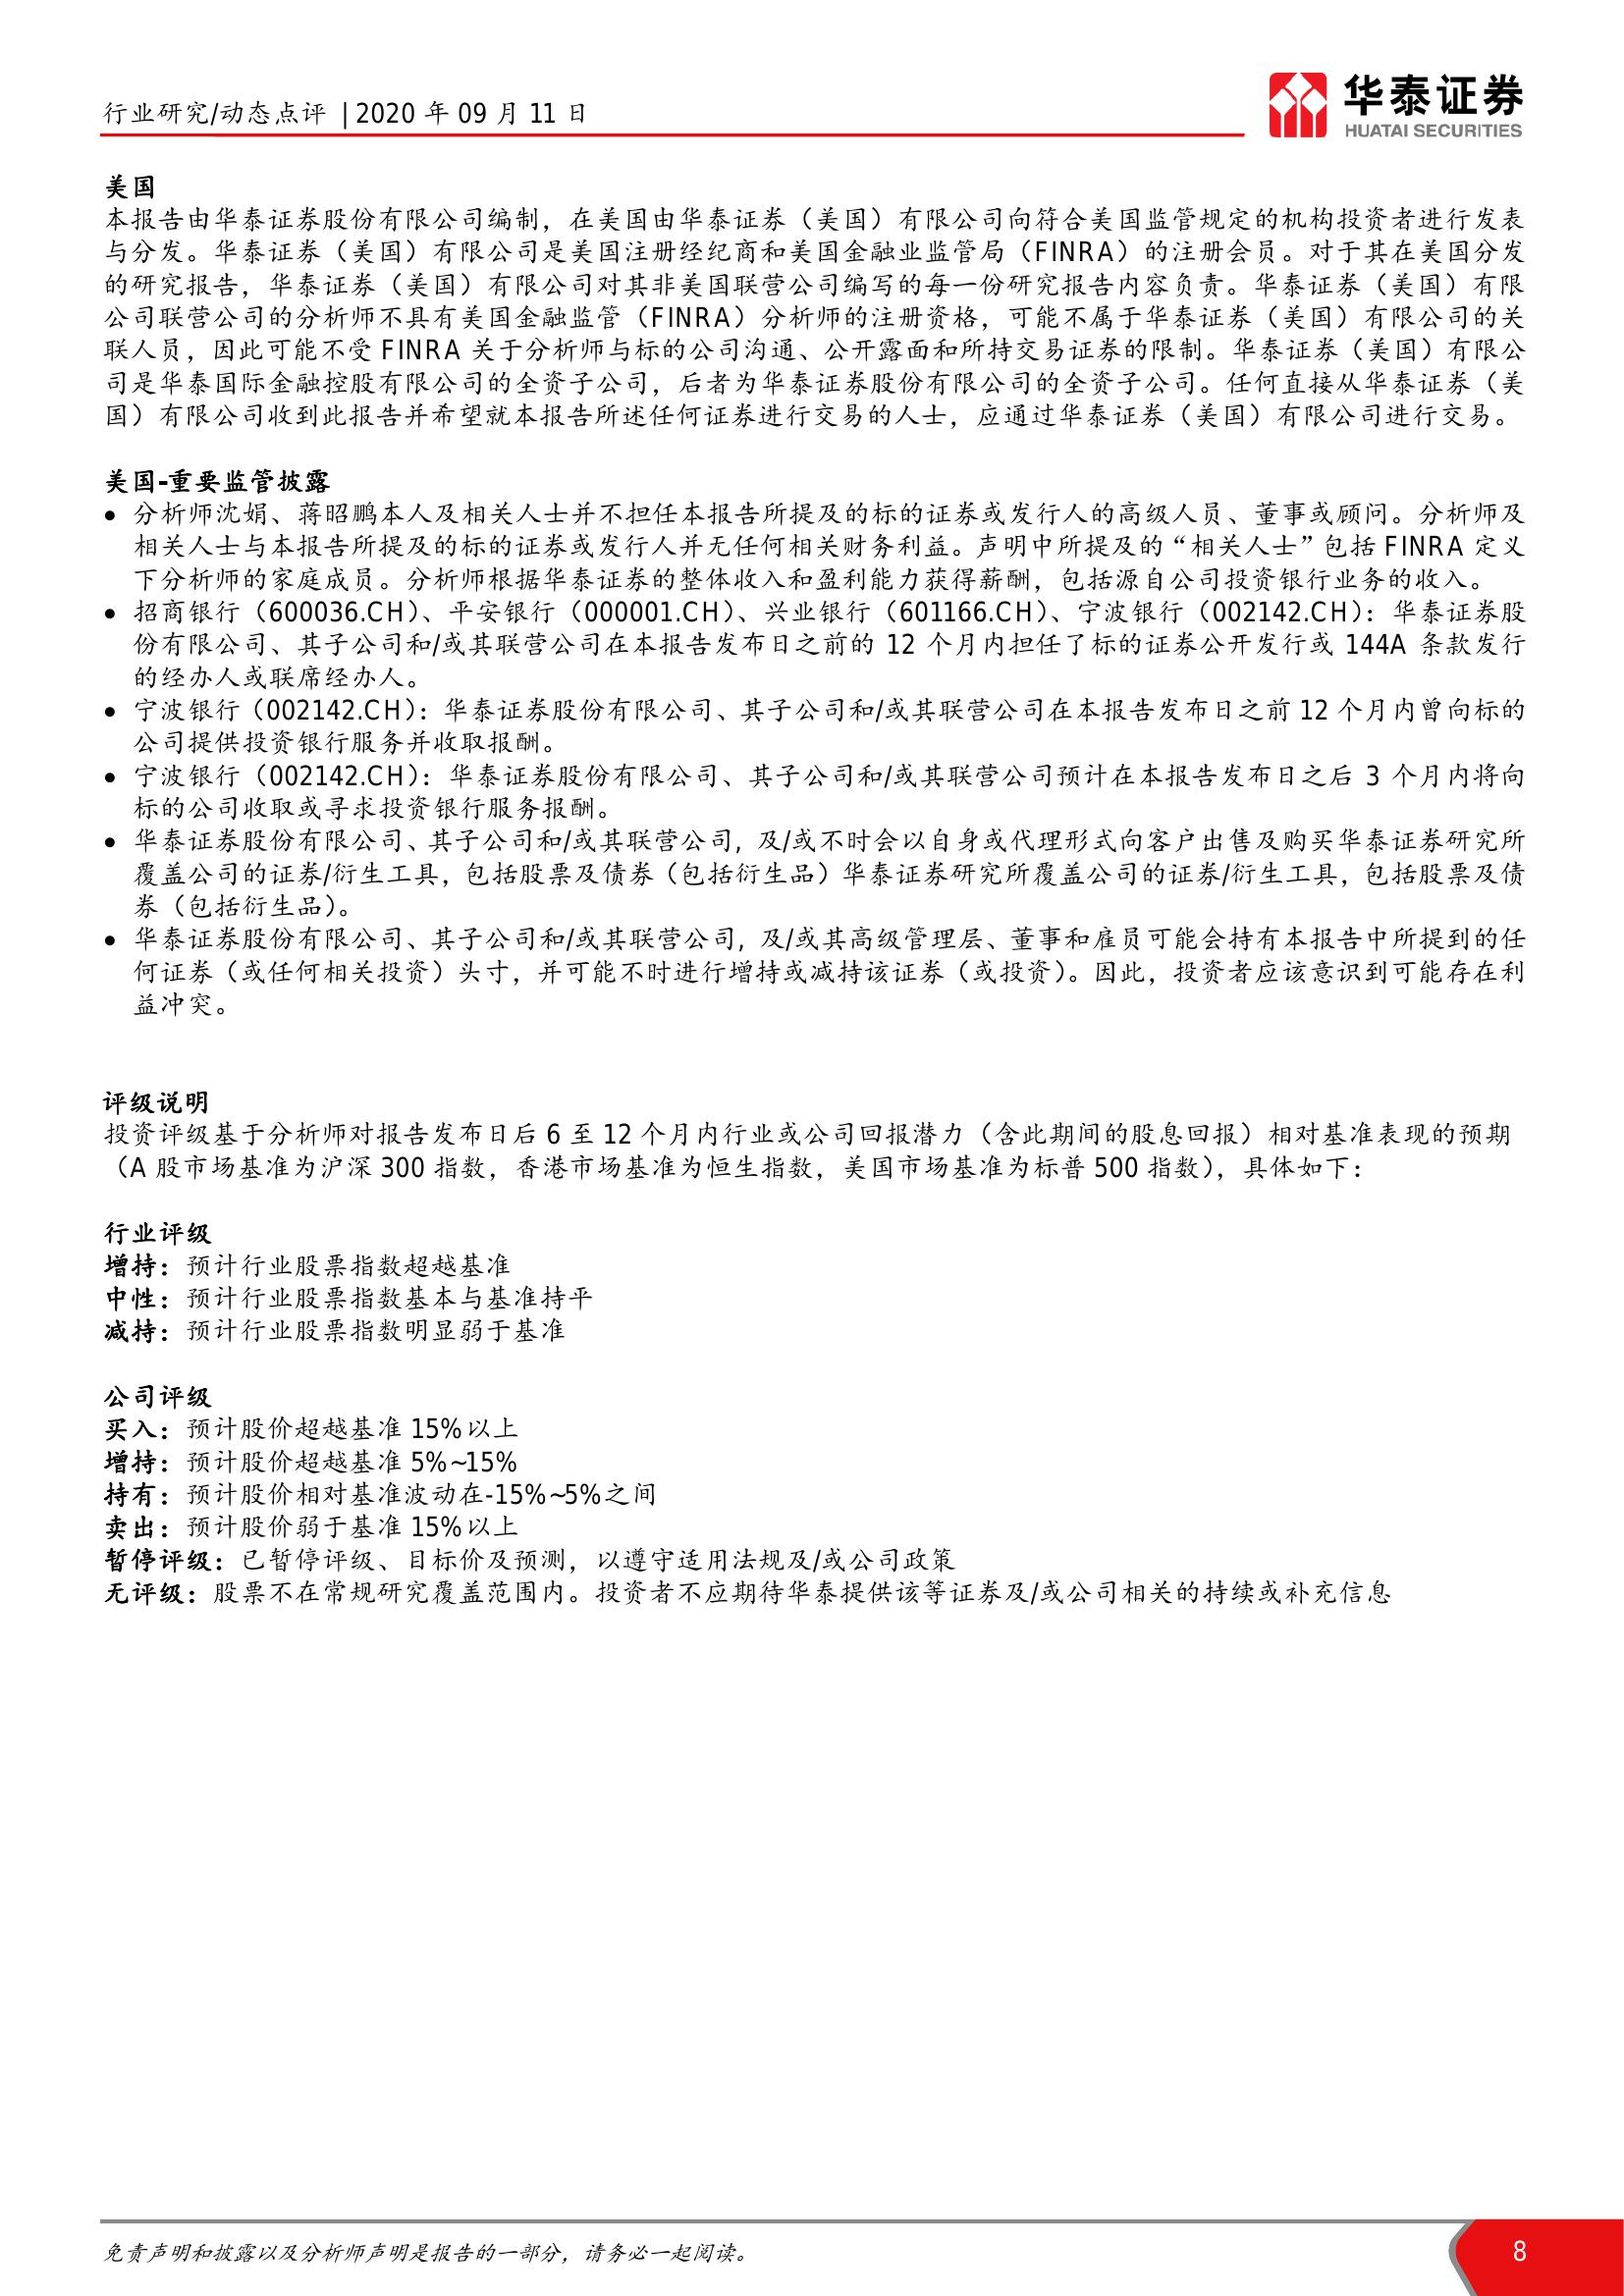 行业研究/动态点评 | 2020 年 09 月 11 日
华泰证券
HUATAI SECURITIES
美国
本报告由华泰证券股份有限公司编制，在美国由华泰证券（美国）有限公司向符合美国监管规定的机构投资者进行发表
与分发。华泰证券（美国）有限公司是美国注册经纪商和美国金融业监管局（FINRA）的注册会员。对于其在美国分发
的研究报告，华泰证券（美国）有限公司对其非美国联营公司编写的每一份研究报告内容负责。华泰证券（美国）有限
公司联营公司的分析师不具有美国金融监管（FINRA）分析师的注册资格，可能不属于华泰证券（美国）有限公司的关
联人员，因此可能不受 FINRA 关于分析师与标的公司沟通、公开露面和所持交易证券的限制。华泰证券（美国）有限公
司是华泰国际金融控股有限公司的全资子公司，后者为华泰证券股份有限公司的全资子公司。任何直接从华泰证券（美
国）有限公司收到此报告并希望就本报告所述任何证券进行交易的人士，应通过华泰证券（美国）有限公司进行交易。
美国-重要监管披露
● 分析师沈娟、蒋昭鹏本人及相关人士并不担任本报告所提及的标的证券或发行人的高级人员、董事或顾问。分析师及
相关人士与本报告所提及的标的证券或发行人并无任何相关财务利益。声明中所提及的“相关人士”包括 FINRA 定义
下分析师的家庭成员。分析师根据华泰证券的整体收入和盈利能力获得薪酬，包括源自公司投资银行业务的收入。
● 招商银行（600036.CH）、平安银行（000001.CH）、兴业银行（601166.CH）、宁波银行（002142.CH）：华泰证券股
份有限公司、其子公司和/或其联营公司在本报告发布日之前的 12 个月内担任了标的证券公开发行或 144A 条款发行
的经办人或联席经办人。
● 宁波银行（002142.CH）：华泰证券股份有限公司、其子公司和/或其联营公司在本报告发布日之前 12 个月内曾向标的
公司提供投资银行服务并收取报酬。
● 宁波银行（002142.CH）：华泰证券股份有限公司、其子公司和/或其联营公司预计在本报告发布日之后 3 个月内将向
标的公司收取或寻求投资银行服务报酬。
● 华泰证券股份有限公司、其子公司和/或其联营公司, 及/或不时会以自身或代理形式向客户出售及购买华泰证券研究所
覆盖公司的证券/衍生工具，包括股票及债券（包括衍生品）华泰证券研究所覆盖公司的证券/衍生工具，包括股票及债
券（包括衍生品）。
● 华泰证券股份有限公司、其子公司和/或其联营公司, 及/或其高级管理层、董事和雇员可能会持有本报告中所提到的任
何证券（或任何相关投资）头寸，并可能不时进行增持或减持该证券（或投资）。因此，投资者应该意识到可能存在利
益冲突。
评级说明
投资评级基于分析师对报告发布日后 6 至 12 个月内行业或公司回报潜力（含此期间的股息回报）相对基准表现的预期
（A 股市场基准为沪深 300 指数，香港市场基准为恒生指数，美国市场基准为标普 500 指数），具体如下：
行业评级
增持：预计行业股票指数超越基准
中性：预计行业股票指数基本与基准持平
减持：预计行业股票指数明显弱于基准
公司评级
买入：预计股价超越基准 15%以上
增持：预计股价超越基准 5%~15%
持有：预计股价相对基准波动在-15%~5%之间
卖出：预计股价弱于基准 15%以上
暂停评级：已暂停评级、目标价及预测，以遵守适用法规及/或公司政策
无评级：股票不在常规研究覆盖范围内。投资者不应期待华泰提供该等证券及/或公司相关的持续或补充信息
免责声明和披露以及分析师声明是报告的一部分，请务必一起阅读。
8